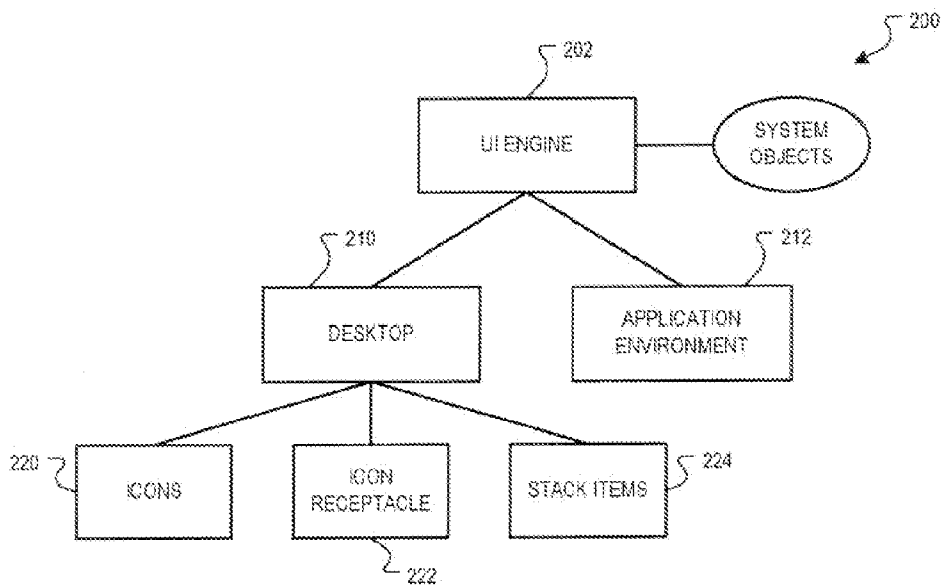 200
202
UI ENGINE
SYSTEM
OBJECTS
210
212
DESKTOP
APPLICATION
ENVIRONMENT
220
ICONS
ICON
RECEPTACLE
STACK ITEMS
224
222